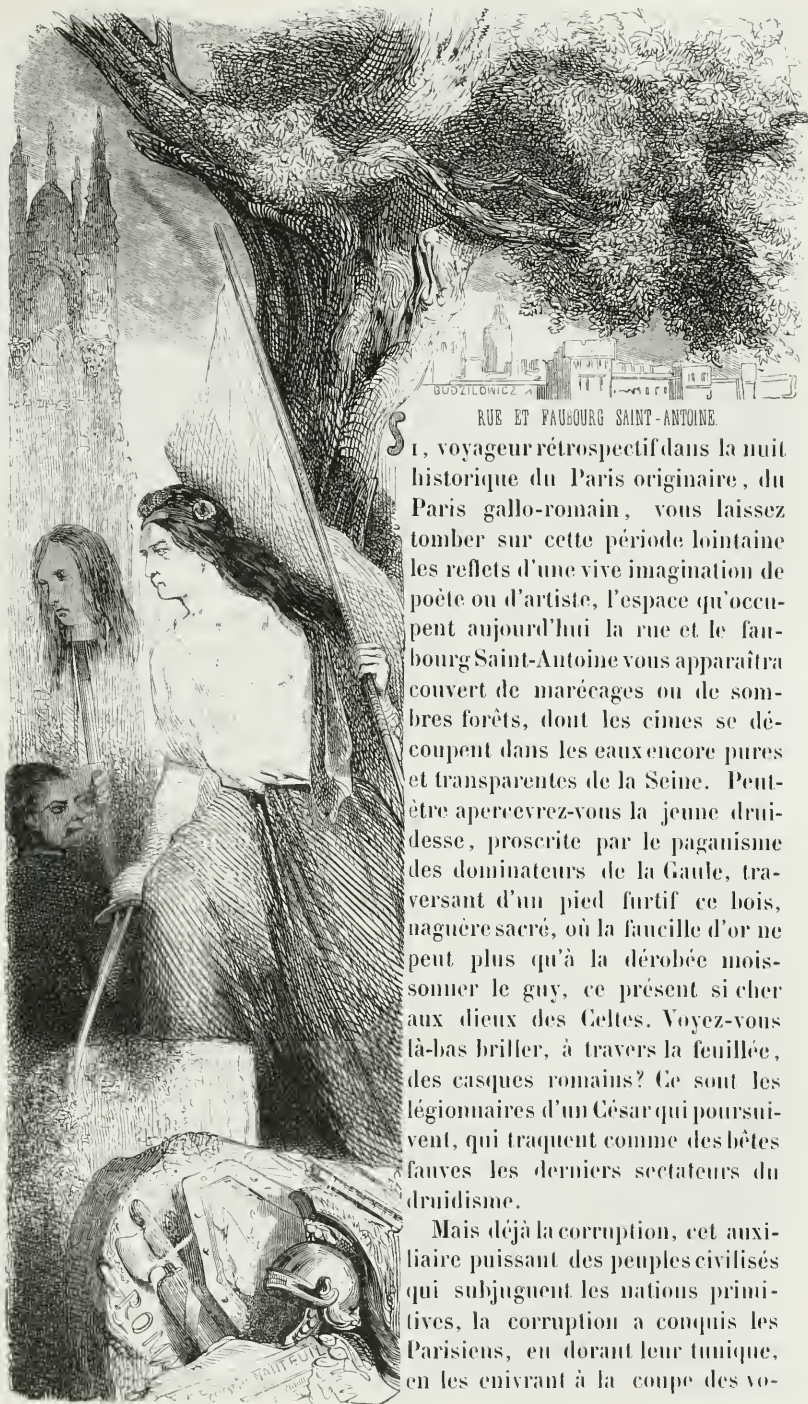 BUDZILOWICZ
RUE ET FAUBOURG SAINT-ANTOINE.
SI, voyageur rétrospectif dans la nuit
historique du Paris originaire, du
Paris gallo-romain, vous laissez
tomber sur cette période lointaine
les reflets d'une vive imagination de
poète ou d'artiste, l'espace qu'occu-
pent aujourd'hui la rue et le fau-
bourg Saint-Antoine vous apparaîtra
couvert de marécages ou de som-
bres forêts, dont les cimes se dé-
coupent dans les eaux encore pures
et transparentes de la Seine. Peut-
être apercevrez-vous la jeune drui-
desse, proscrite par le paganisme
des dominateurs de la Gaule, tra-
versant d'un pied furtif ce bois,
naguère sacré, où la faucille d'or ne
peut plus qu'à la dérobée mois-
sonner le guy, ce présent si cher
aux dieux des Celtes. Voyez-vous
là-bas briller, à travers la feuillée,
des casques romains? Ce sont les
légionnaires d'un César qui poursui-
vent, qui traquent comme des bêtes
fauves les derniers sectateurs du
druidisme.
Mais déjà la corruption, cet auxi-
liaire puissant des peuples civilisés
qui subjuguent les nations primi-
tives, la corruption a conquis les
Parisiens, en dorant leur tunique,
en les enivrant à la coupe des vo-
ROM
NANTEUIL